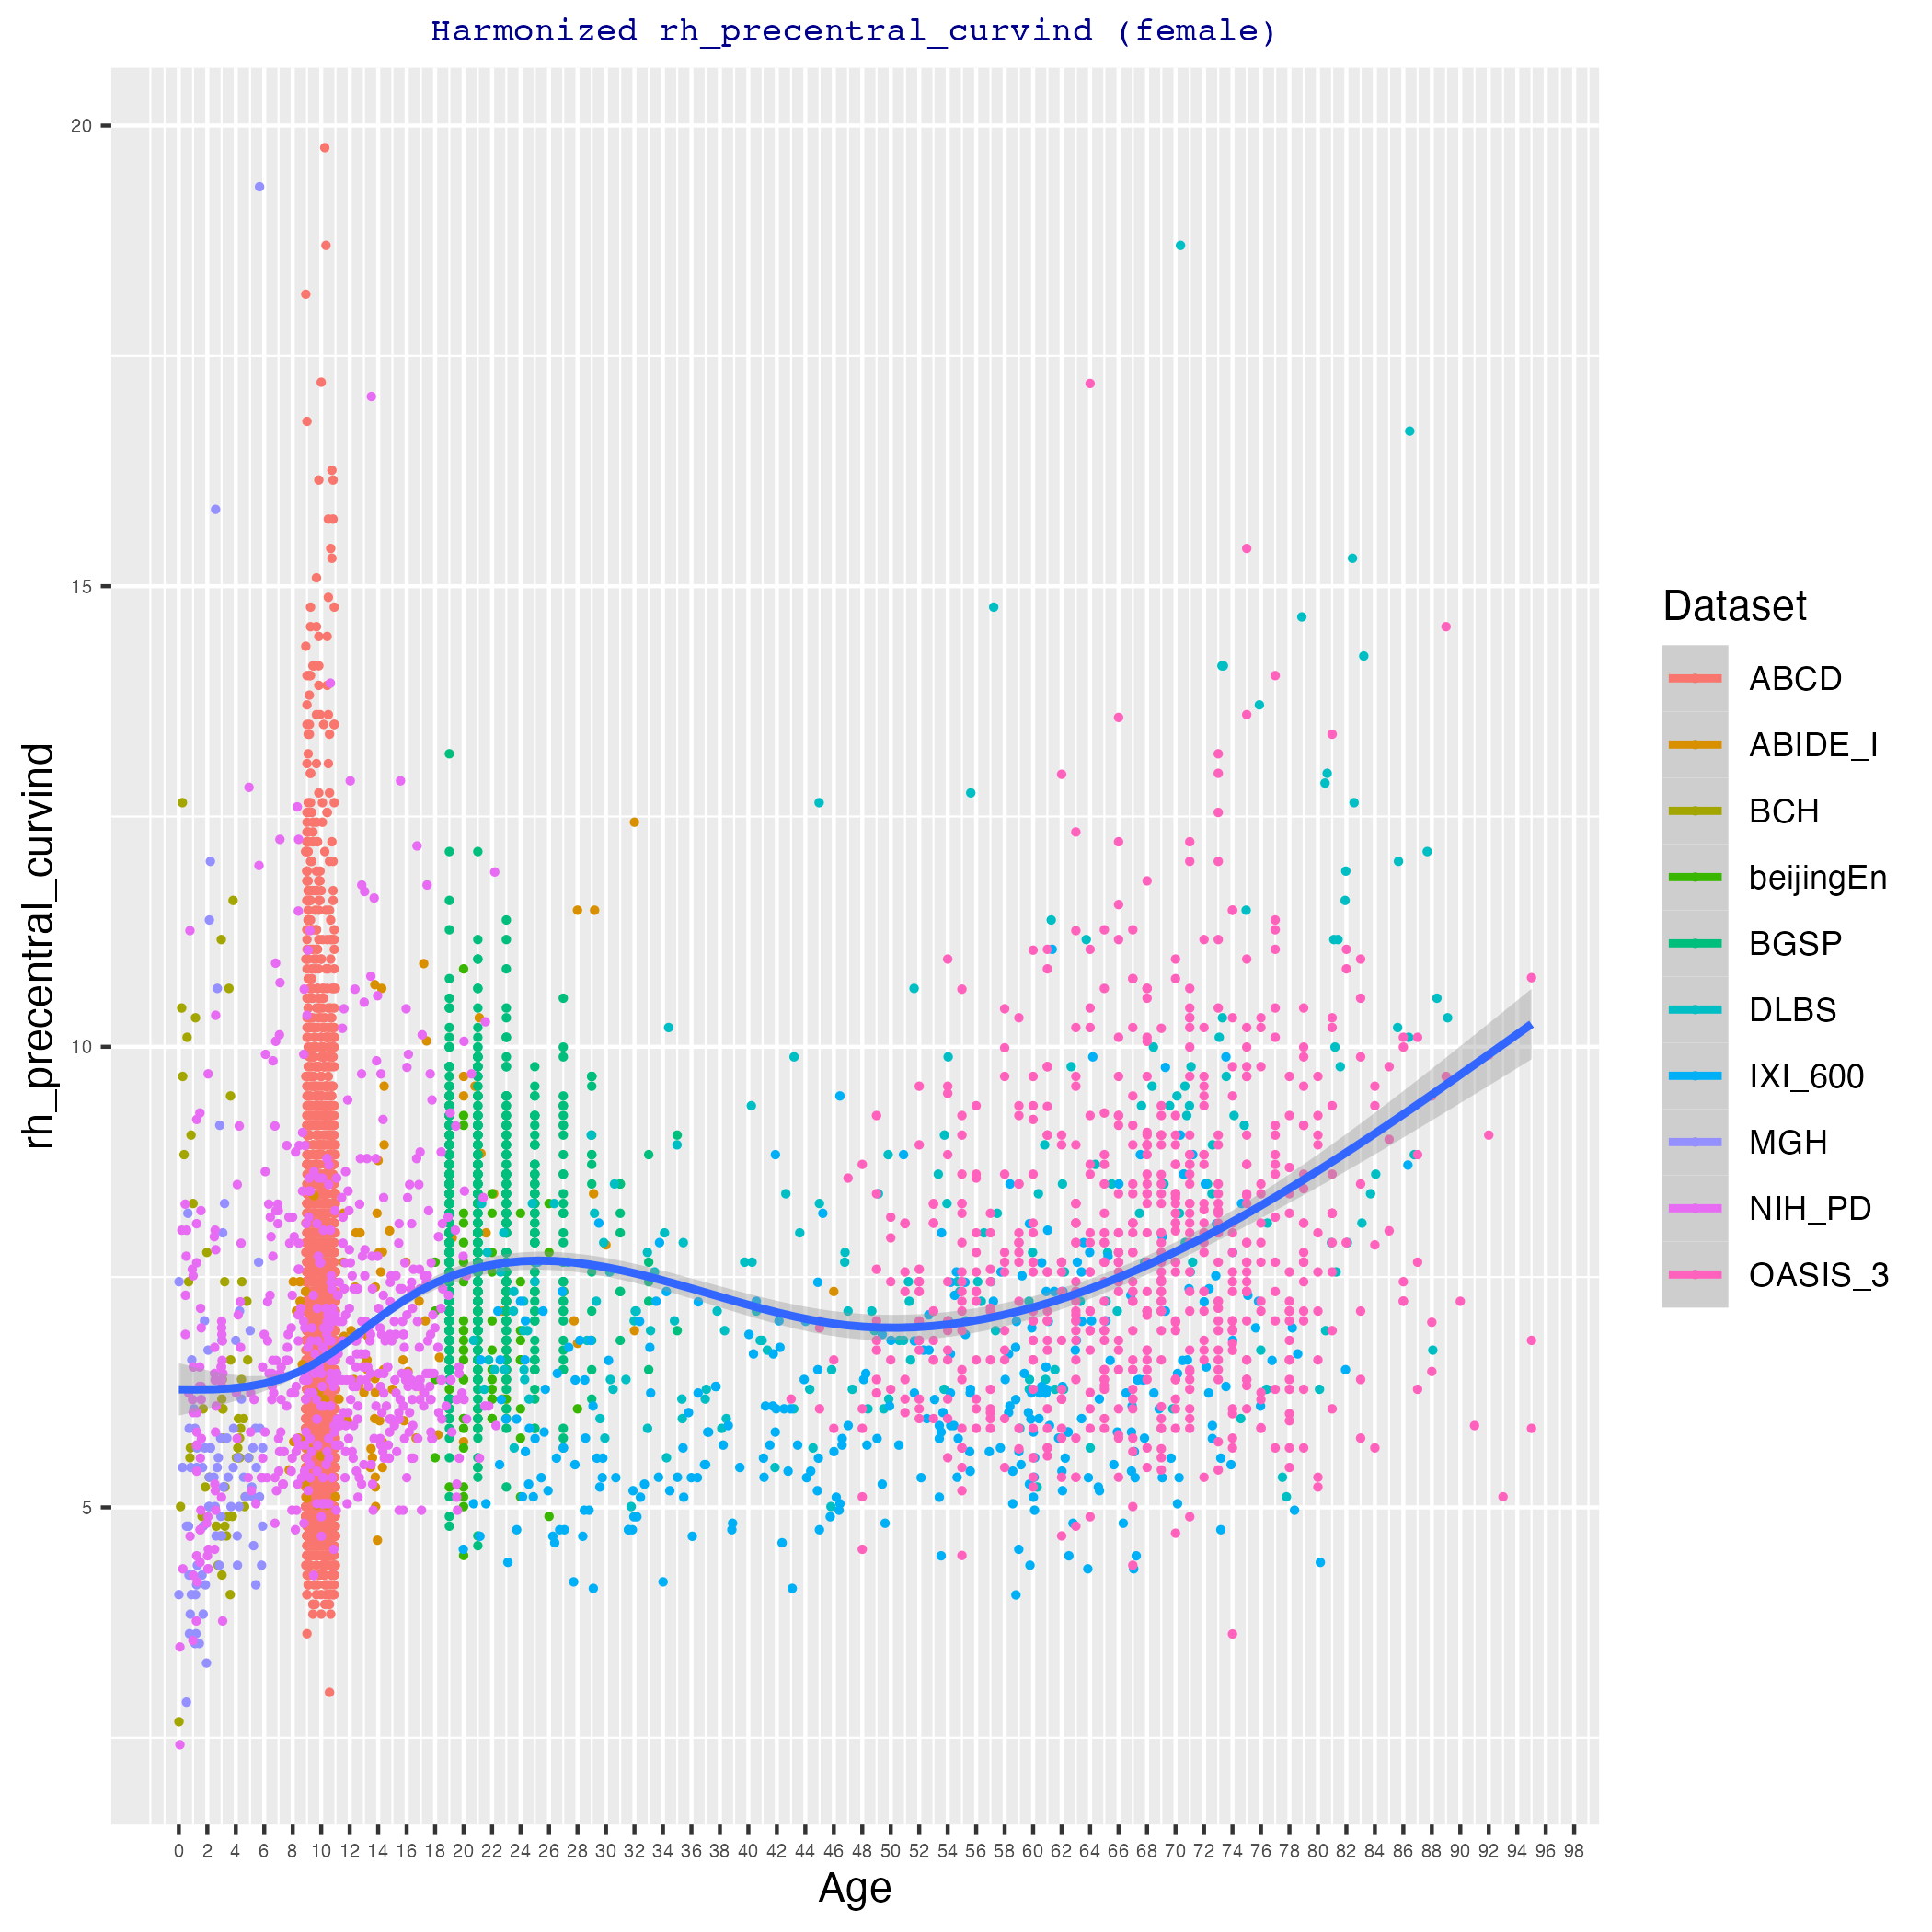 Harmonized rh_precentral_curvind (female)
20
15
10
5
rh_precentral_curvind
0 2 4 6 8 10 12 14 16 18 20 22 24 26 28 30 32 34 36 38 40 42 44 46 48 50 52 54 56 58 60 62 64 66 68 70 72 74 76 78 80 82 84 86 88 90 92 94 96 98
Age
Dataset
ABCD
ABIDE_I
BCH
beijingEn
BGSP
DLBS
IXI_600
MGH
NIH_PD
OASIS_3